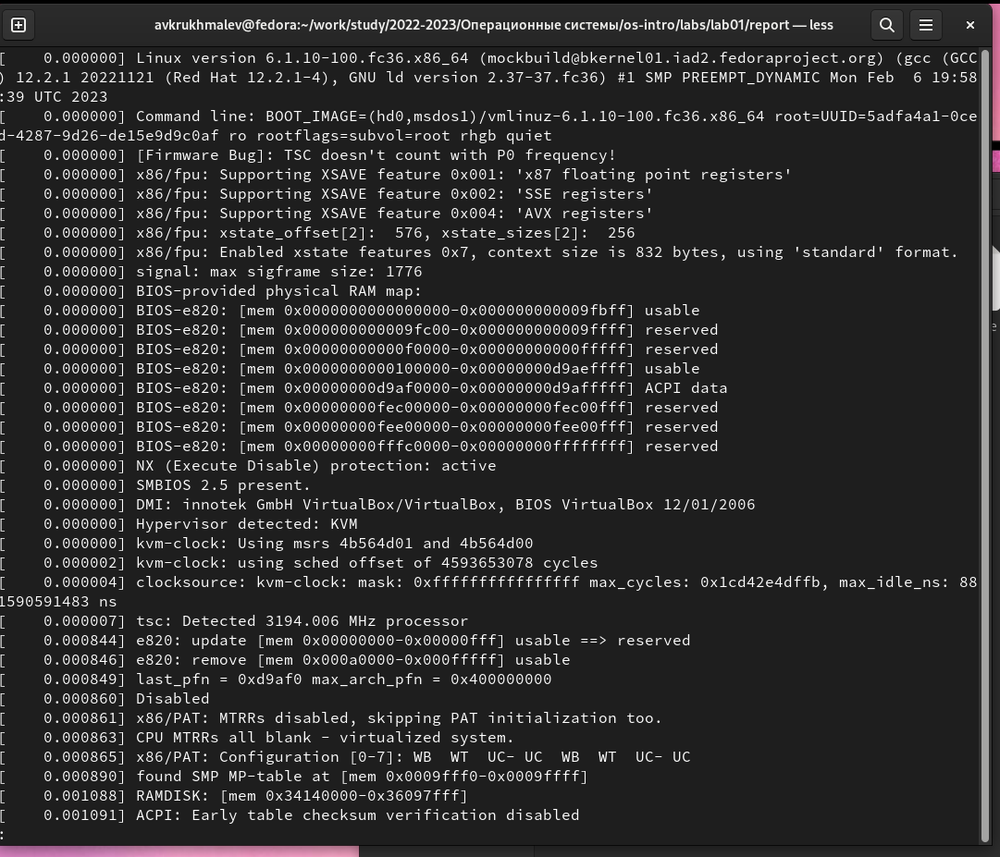 avkrukhmalev@fedora:~/work/study/2022-2023/Операционные системы/os-intro/labs/lab01/report — less
[    0.000000] Linux version 6.1.10-100.fc36.x86_64 (mockbuild@bkernel01.iad2.fedoraproject.org) (gcc (GCC
) 12.2.1 20221121 (Red Hat 12.2.1-4), GNU ld version 2.37-37.fc36) #1 SMP PREEMPT_DYNAMIC Mon Feb  6 19:58
:39 UTC 2023
[    0.000000] Command line: BOOT_IMAGE=(hd0,msdos1)/vmlinuz-6.1.10-100.fc36.x86_64 root=UUID=5adfa4a1-0ce
d-4287-9d26-de15e9d9c0af ro rootflags=subvol=root rhgb quiet
[    0.000000] [Firmware Bug]: TSC doesn't count with P0 frequency!
[    0.000000] x86/fpu: Supporting XSAVE feature 0x001: 'x87 floating point registers'
[    0.000000] x86/fpu: Supporting XSAVE feature 0x002: 'SSE registers'
[    0.000000] x86/fpu: Supporting XSAVE feature 0x004: 'AVX registers'
[    0.000000] x86/fpu: xstate_offset[2]:  576, xstate_sizes[2]:  256
[    0.000000] x86/fpu: Enabled xstate features 0x7, context size is 832 bytes, using 'standard' format.
[    0.000000] signal: max sigframe size: 1776
[    0.000000] BIOS-provided physical RAM map:
[    0.000000] BIOS-e820: [mem 0x0000000000000000-0x000000000009fbff] usable
[    0.000000] BIOS-e820: [mem 0x000000000009fc00-0x000000000009ffff] reserved
[    0.000000] BIOS-e820: [mem 0x00000000000f0000-0x00000000000fffff] reserved
[    0.000000] BIOS-e820: [mem 0x0000000000100000-0x00000000d9aeffff] usable
[    0.000000] BIOS-e820: [mem 0x00000000d9af0000-0x00000000d9afffff] ACPI data
[    0.000000] BIOS-e820: [mem 0x00000000fec00000-0x00000000fec00fff] reserved
[    0.000000] BIOS-e820: [mem 0x00000000fee00000-0x00000000fee00fff] reserved
[    0.000000] BIOS-e820: [mem 0x00000000fffc0000-0x00000000ffffffff] reserved
[    0.000000] NX (Execute Disable) protection: active
[    0.000000] SMBIOS 2.5 present.
[    0.000000] DMI: innotek GmbH VirtualBox/VirtualBox, BIOS VirtualBox 12/01/2006
[    0.000000] Hypervisor detected: KVM
[    0.000000] kvm-clock: Using msrs 4b564d01 and 4b564d00
[    0.000002] kvm-clock: using sched offset of 4593653078 cycles
[    0.000004] clocksource: kvm-clock: mask: 0xffffffffffffffff max_cycles: 0x1cd42e4dffb, max_idle_ns: 88
1590591483 ns
[    0.000007] tsc: Detected 3194.006 MHz processor
[    0.000844] e820: update [mem 0x00000000-0x00000fff] usable ==> reserved
[    0.000846] e820: remove [mem 0x000a0000-0x000fffff] usable
[    0.000849] last_pfn = 0xd9af0 max_arch_pfn = 0x400000000
[    0.000860] Disabled
[    0.000861] x86/PAT: MTRRs disabled, skipping PAT initialization too.
[    0.000863] CPU MTRRs all blank - virtualized system.
[    0.000865] x86/PAT: Configuration [0-7]: WB  WT  UC- UC  WB  WT  UC- UC
[    0.000890] found SMP MP-table at [mem 0x0009fff0-0x0009ffff]
[    0.001088] RAMDISK: [mem 0x34140000-0x36097fff]
[    0.001091] ACPI: Early table checksum verification disabled
: